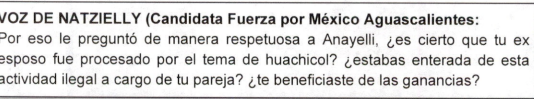 VOZ DE NATZIELLY (Candidata Fuerza por México Aguascalientes:
Por eso le preguntó de manera respetuosa a Anayelli, ¿es cierto que tu ex
esposo fue procesado por el tema de huachicol? ¿estabas enterada de esta
actividad ilegal a cargo de tu pareja? ¿te beneficiaste de las ganancias?